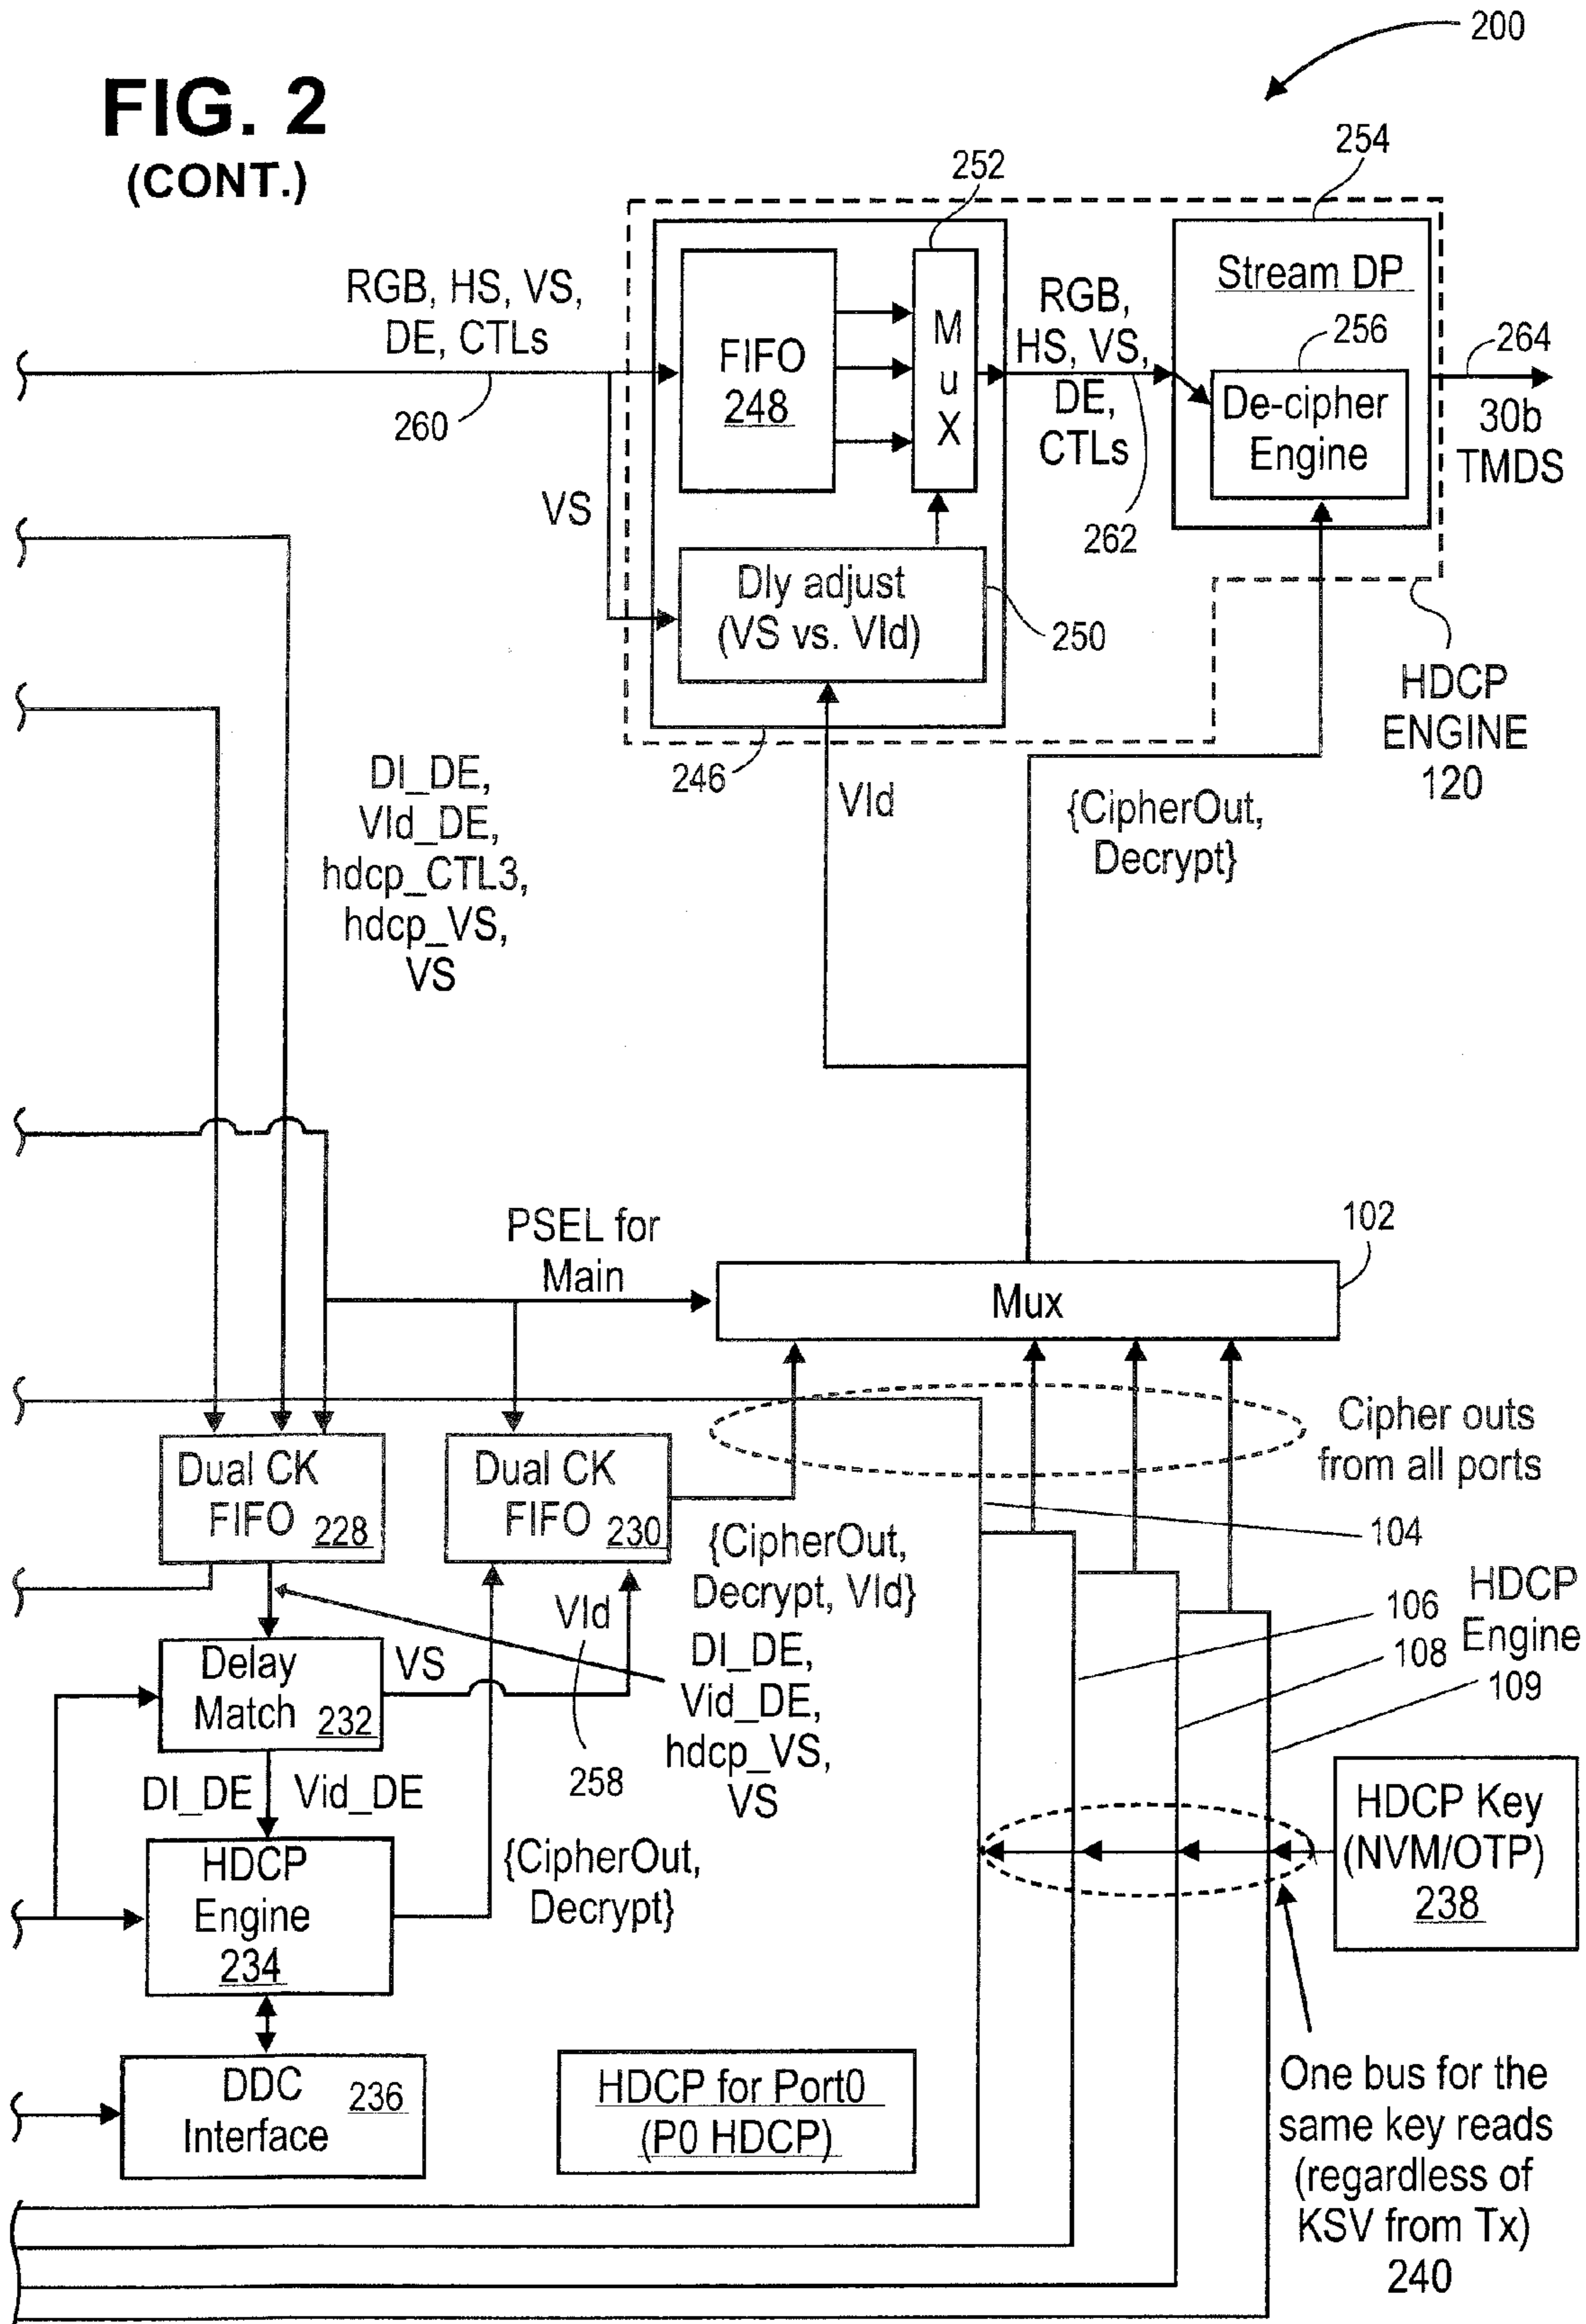 200
FIG. 2
(CONT.)
254
252
RGB, HS, VS,
DE, CTLs
260
FIFO
248
M
u
X
RGB,
HS, VS,
DE,
CTLs
262
Stream DP
256
De-cipher
Engine
264
30b
TMDS
VS
Dly adjust
(VS vs. Vld)
250
246
HDCP
ENGINE
120
DI_DE,
Vld_DE,
hdcp_CTL3,
hdcp_VS,
VS
Vld
{CipherOut,
Decrypt}
PSEL for
Main
102
Mux
Cipher outs
from all ports
Dual CK
FIFO 228
Dual CK
FIFO 230
{CipherOut,
Decrypt, Vld}
104
106
108
HDCP
Engine
109
Vld
258
DI_DE,
Vid_DE,
hdcp_VS,
VS
Delay
Match 232
VS
DI_DE
Vid_DE
HDCP
Engine
234
{CipherOut,
Decrypt}
HDCP Key
(NVM/OTP)
238
DDC
Interface
236
HDCP for Port0
(P0 HDCP)
One bus for the
same key reads
(regardless of
KSV from Tx)
240